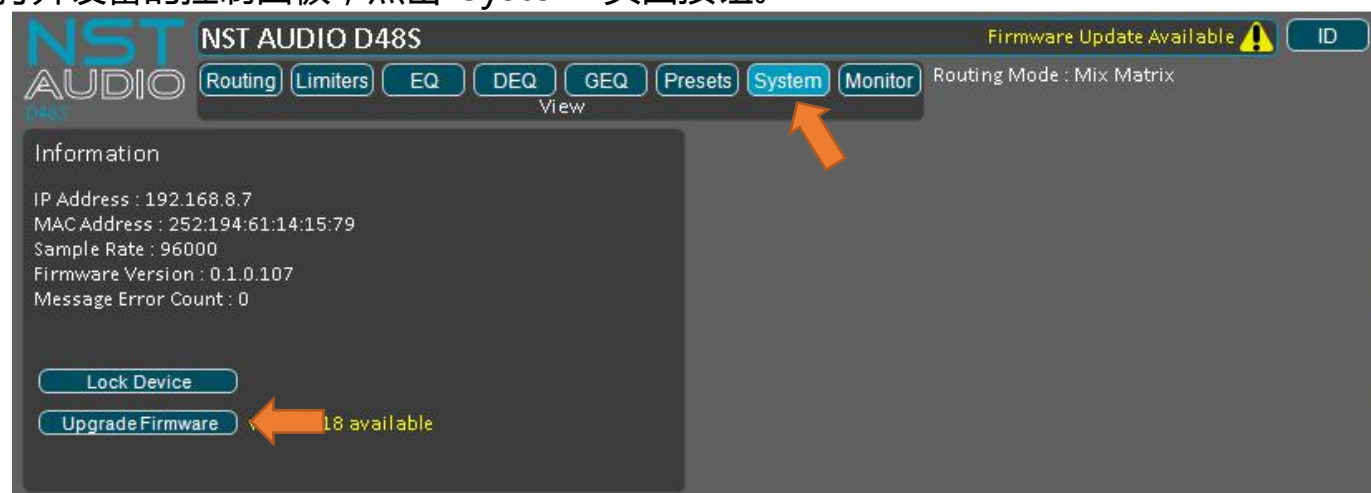 NST AUDIO D48S
Firmware Update Available
ID
NST
AUDIO
D48S
Routing Limiters EQ DEQ GEQ Presets System Monitor
View
Routing Mode : Mix Matrix
Information
IP Address : 192.168.8.7
MAC Address : 252:194:61:14:15:79
Sample Rate : 96000
Firmware Version : 0.1.0.107
Message Error Count : 0
Lock Device
Upgrade Firmware
18 available